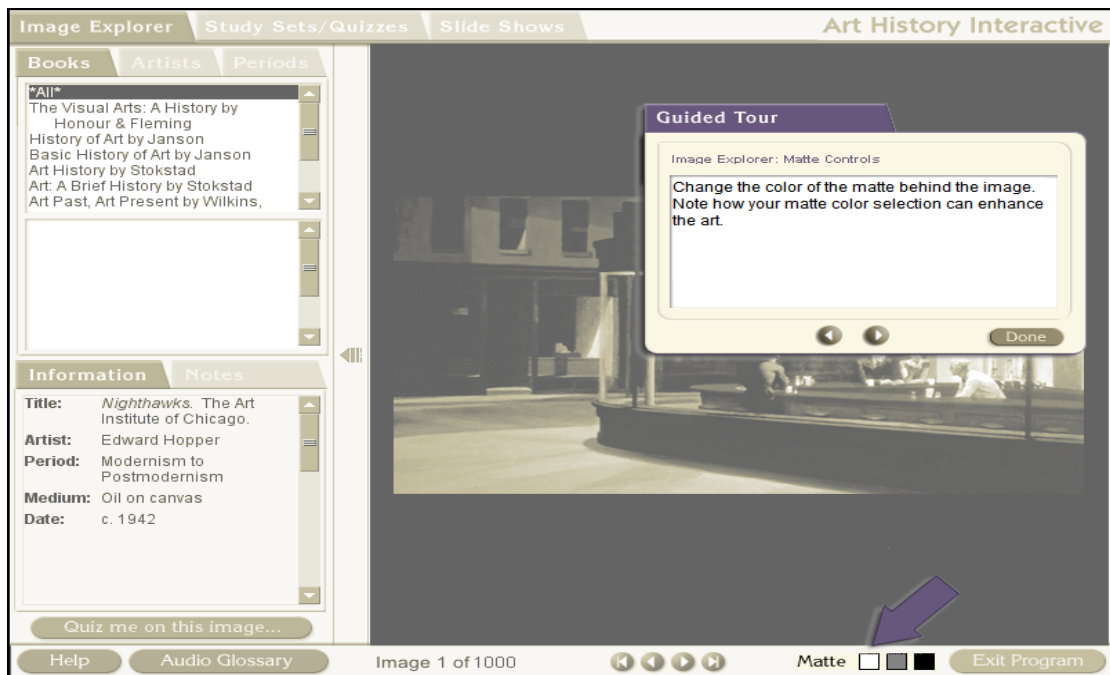 Image Explorer
Study Sets/Quizzes
Slide Shows
Art History Interactive
Books
Artists
Periods
*All*
The Visual Arts: A History by
Honour & Fleming
History of Art by Janson
Basic History of Art by Janson
Art History by Stokstad
Art: A Brief History by Stokstad
Art Past, Art Present by Wilkins,
Information
Notes
Title: Nighthawks. The Art
Institute of Chicago.
Artist: Edward Hopper
Period: Modernism to
Postmodernism
Medium: Oil on canvas
Date: c. 1942
Quiz me on this image...
Guided Tour
Image Explorer: Matte Controls
Change the color of the matte behind the image.
Note how your matte color selection can enhance
the art.
Done
Help
Audio Glossary
Image 1 of 1000
Matte
Exit Program